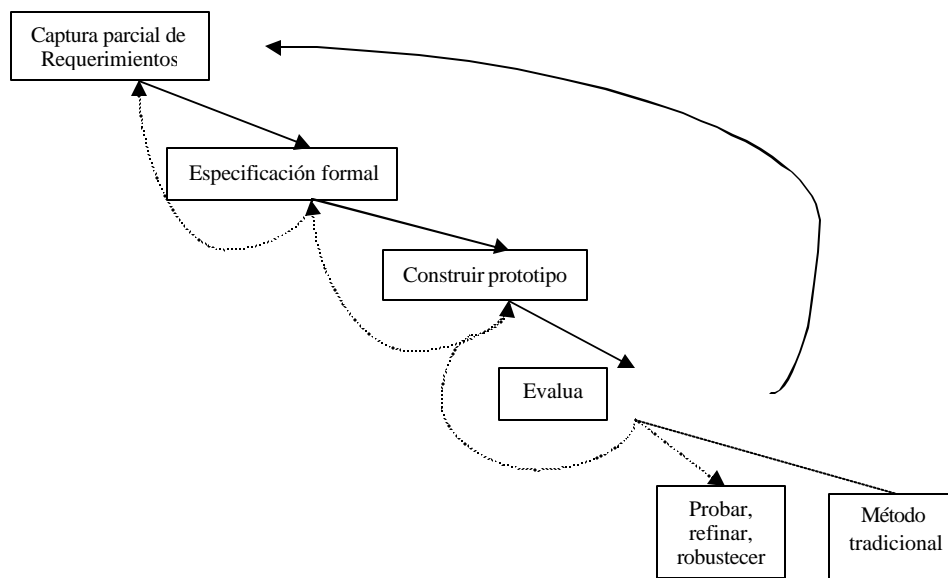 Captura parcial de
Requerimientos
Especificación formal
Construir prototipo
Evalua
Probar,
refinar,
robustecer
Método
tradicional